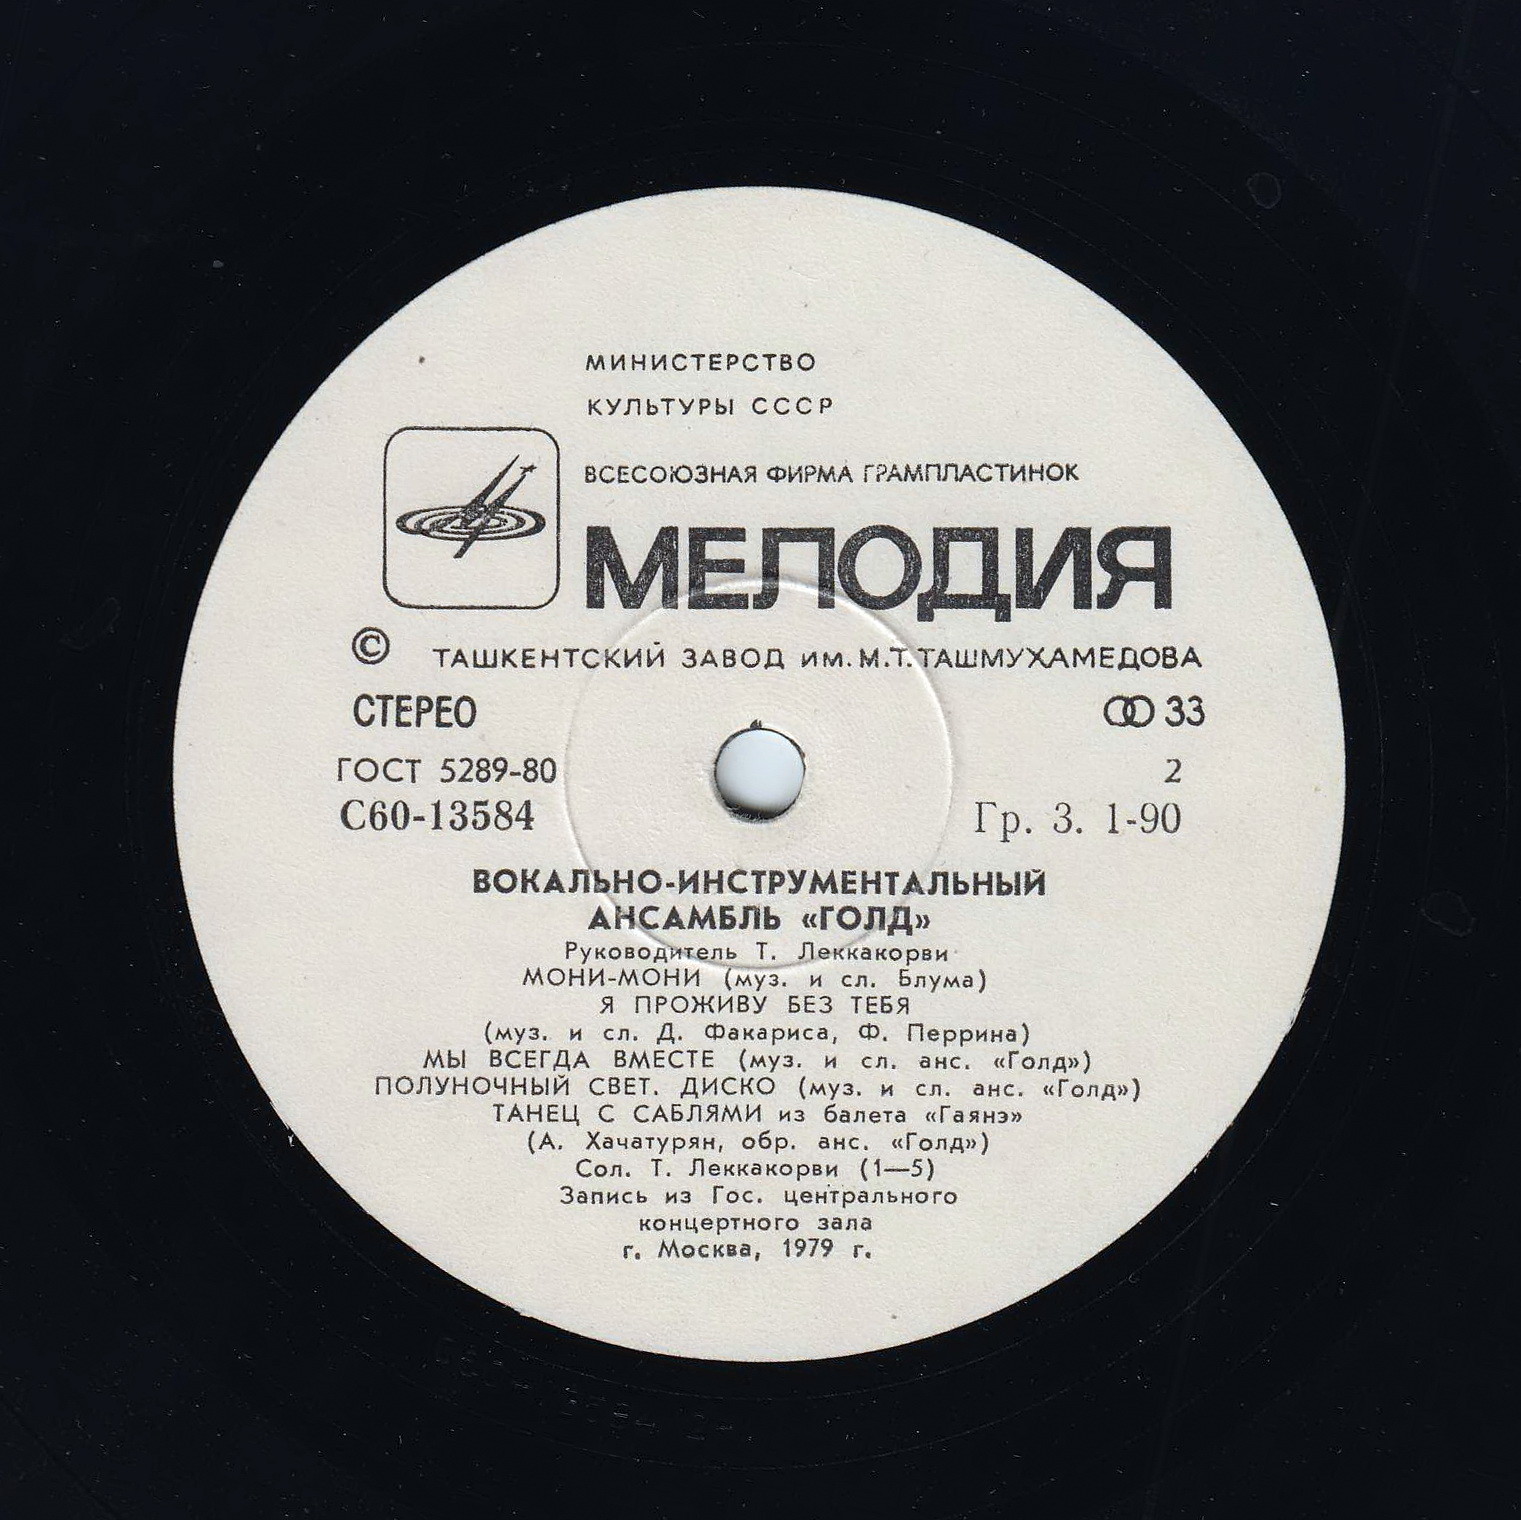 МИНИСТЕРСТВО
КУЛЬТУРЫ СССР
ВСЕСОЮЗНАЯ ФИРМА ГРАМПЛАСТИНОК
МЕЛОДИЯ
© ТАШКЕНТСКИЙ ЗАВОД ИМ. М.Т. ТАШМУХАМЕДОВА
СТЕРЕО 33
ГОСТ 5289-80 2
С60-13584 Гр. 3. 1-90
ВОКАЛЬНО-ИНСТРУМЕНТАЛЬНЫЙ
АНСАМБЛЬ «ГОЛД»
Руководитель Т. Леккакорви
МОНИ-МОНИ (муз. и сл. Блума)
Я ПРОЖИВУ БЕЗ ТЕБЯ
(муз. и сл. Д. Факариса, Ф. Перрина)
МЫ ВСЕГДА ВМЕСТЕ (муз. и сл. анс. «Голд»)
ПОЛУНОЧНЫЙ СВЕТ. ДИСКО (муз. и сл. анс. «Голд»)
ТАНЕЦ С САБЛЯМИ из балета «Гаянэ»
(А. Хачатурян, обр. анс. «Голд»)
Сол. Т. Леккакорви (1—5)
Запись из Гос. центрального
концертного зала
г. Москва, 1979 г.